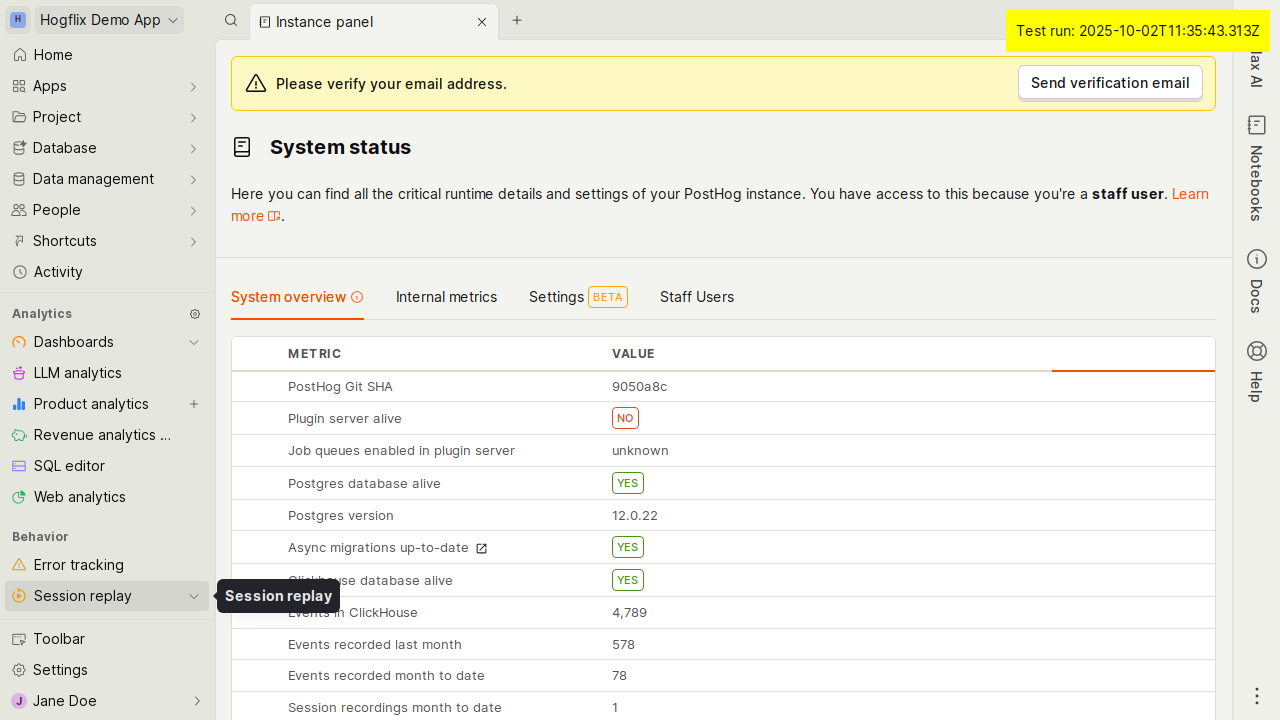 H
Hogflix Demo App
Instance panel
Test run: 2025-10-02T11:35:43.313Z
Home
Apps
Project
Database
Data management
People
Shortcuts
Activity
Analytics
Dashboards
LLM analytics
Product analytics
Revenue analytics ...
SQL editor
Web analytics
Behavior
Error tracking
Session replay
Toolbar
Settings
J
Jane Doe
Please verify your email address.
Send verification email
System status
Here you can find all the critical runtime details and settings of your PostHog instance. You have access to this because you're a staff user. Learn
more.
System overview
Internal metrics
Settings BETA
Staff Users
METRIC VALUE
PostHog Git SHA 9050a8c
Plugin server alive NO
Job queues enabled in plugin server unknown
Postgres database alive YES
Postgres version 12.0.22
Async migrations up-to-date YES
Clickhouse database alive YES
Session replay
Events in ClickHouse 4,789
Events recorded last month 578
Events recorded month to date 78
Session recordings month to date 1
AI
Notebooks
Docs
Help